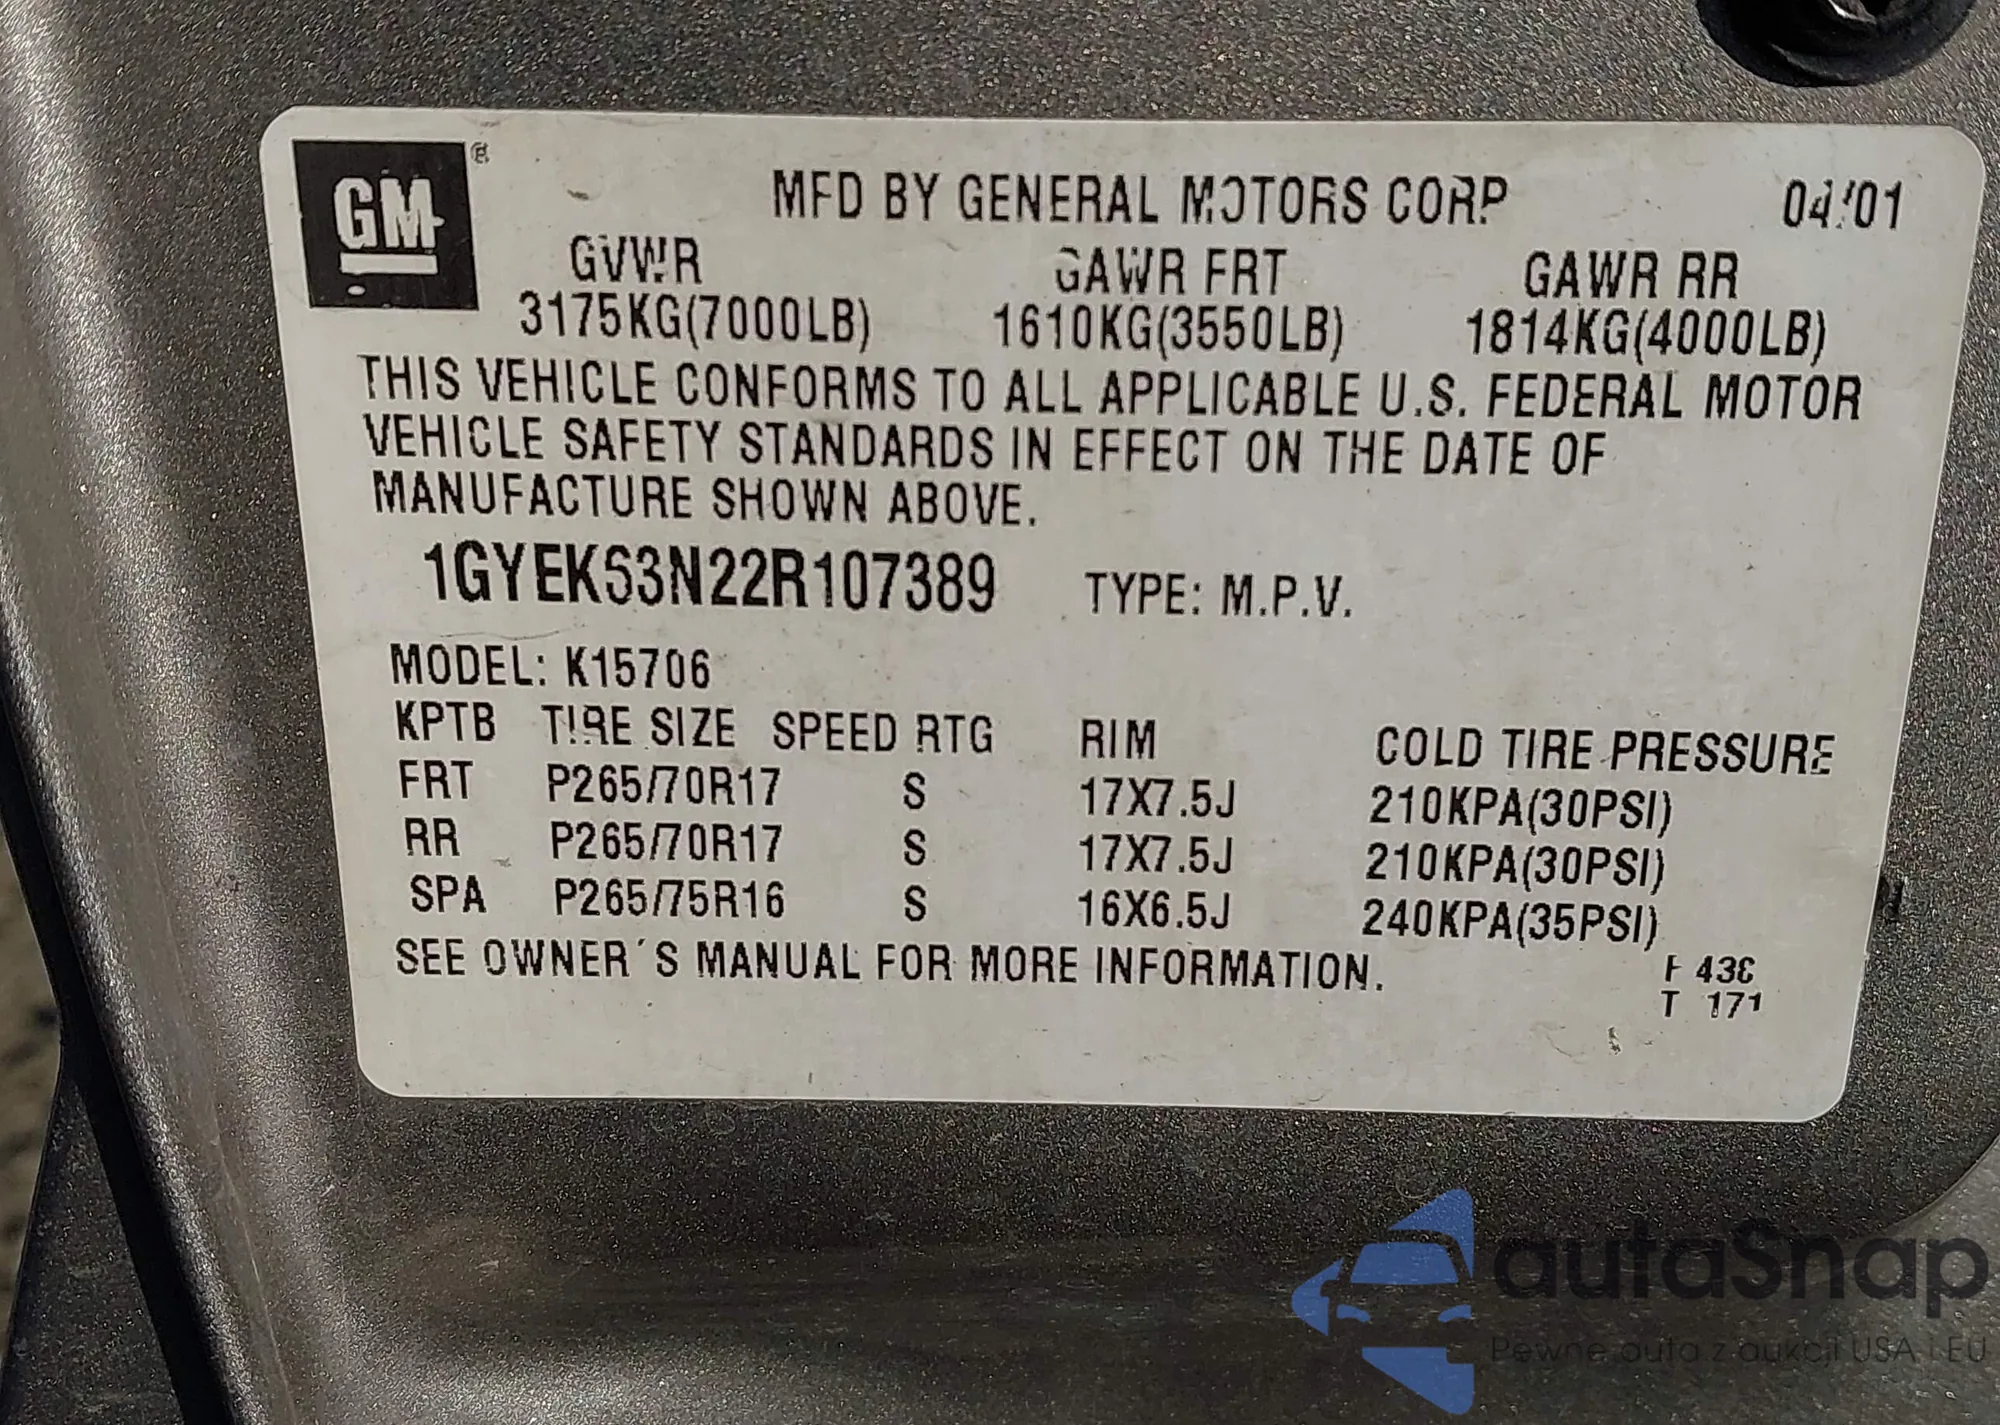 GM ®
MFD BY GENERAL MOTORS CORP 04/01
GVWR GAWR FRT GAWR RR
3175KG(7000LB) 1610KG(3550LB) 1814KG(4000LB)
THIS VEHICLE CONFORMS TO ALL APPLICABLE U.S. FEDERAL MOTOR
VEHICLE SAFETY STANDARDS IN EFFECT ON THE DATE OF
MANUFACTURE SHOWN ABOVE.
1GYEK63N22R107389 TYPE: M.P.V.
MODEL: K15706
KPTB TIRE SIZE SPEED RTG RIM COLD TIRE PRESSURE
FRT P265/70R17 S 17X7.5J 210KPA(30PSI)
RR P265/70R17 S 17X7.5J 210KPA(30PSI)
SPA P265/75R16 S 16X6.5J 240KPA(35PSI)
SEE OWNER´S MANUAL FOR MORE INFORMATION.
T 171
autaSnap
Pewne auta z aukcji USA i EU